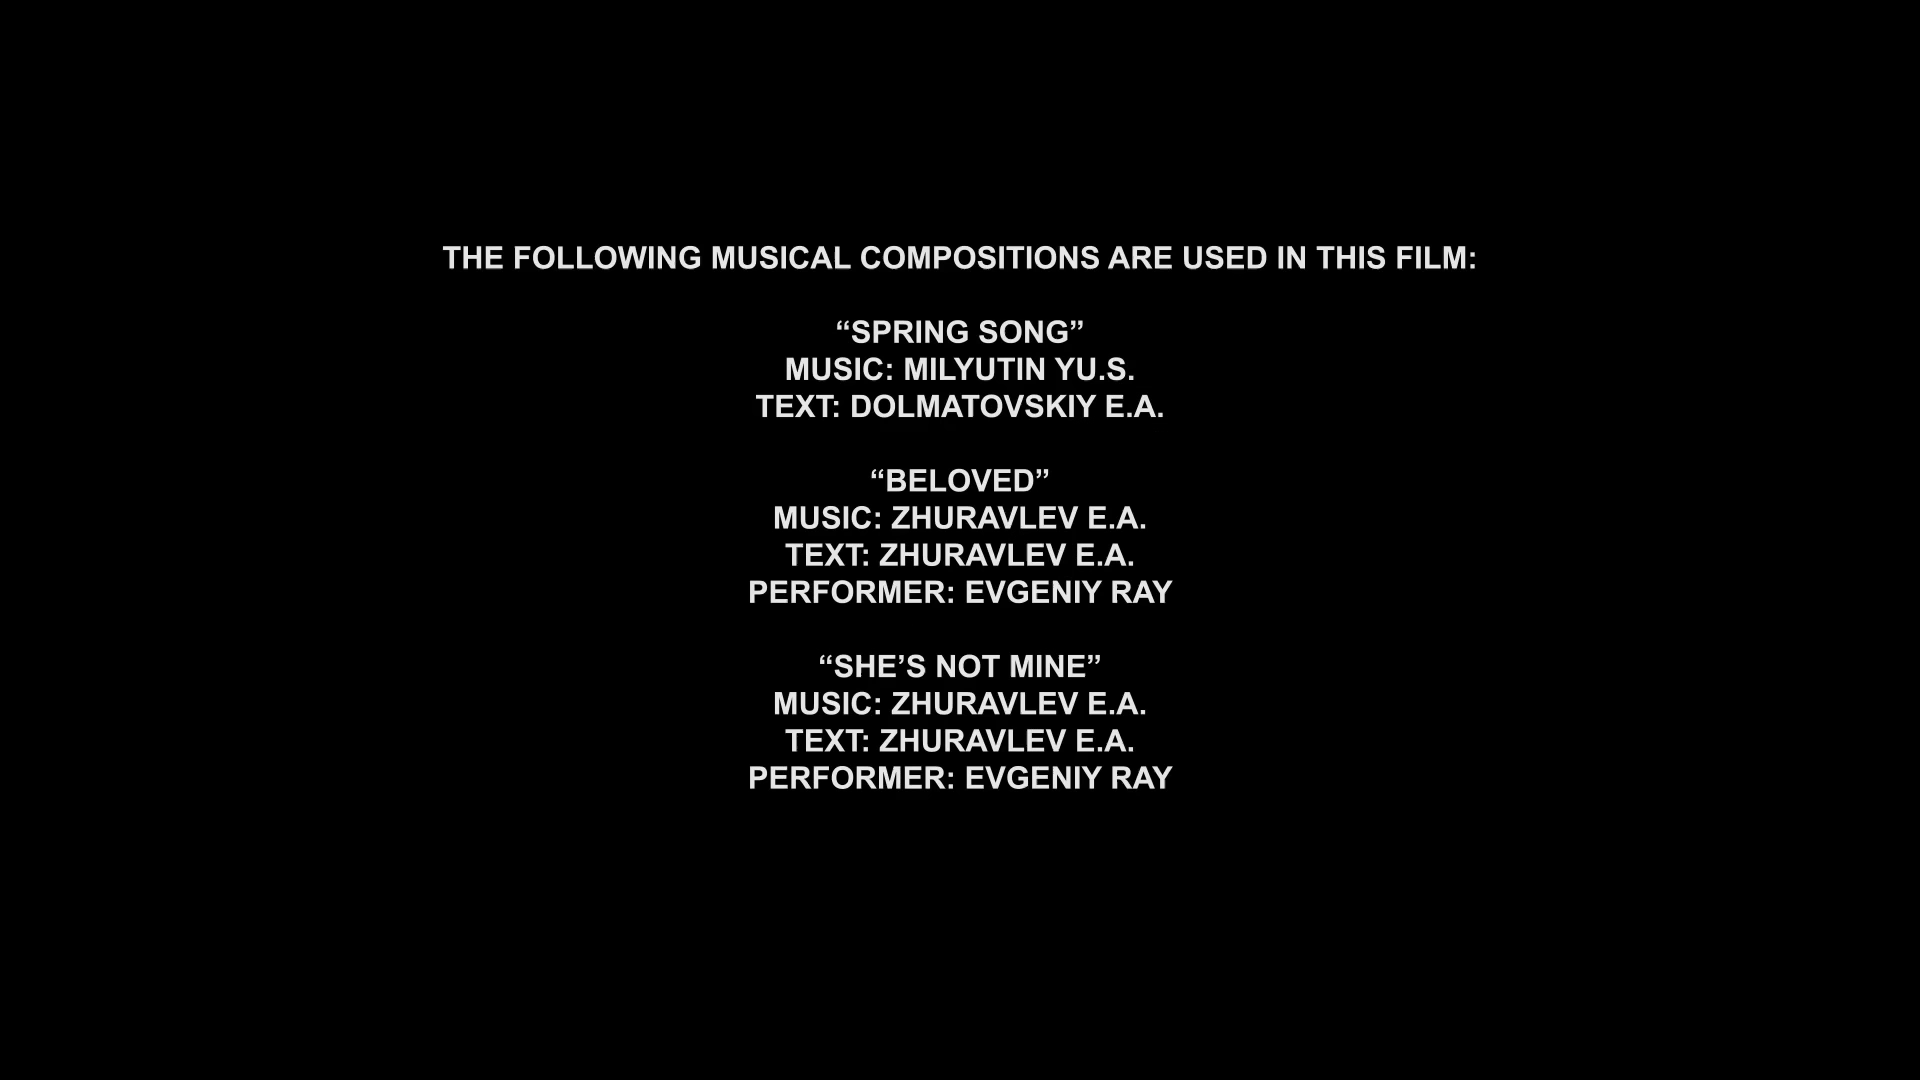 THE FOLLOWING MUSICAL COMPOSITIONS ARE USED IN THIS FILM:
“SPRING SONG”
MUSIC: MILYUTIN YU.S.
TEXT: DOLMATOVSKIY E.A.
“BELOVED”
MUSIC: ZHURAVLEV E.A.
TEXT: ZHURAVLEV E.A.
PERFORMER: EVGENIY RAY
“SHE’S NOT MINE”
MUSIC: ZHURAVLEV E.A.
TEXT: ZHURAVLEV E.A.
PERFORMER: EVGENIY RAY